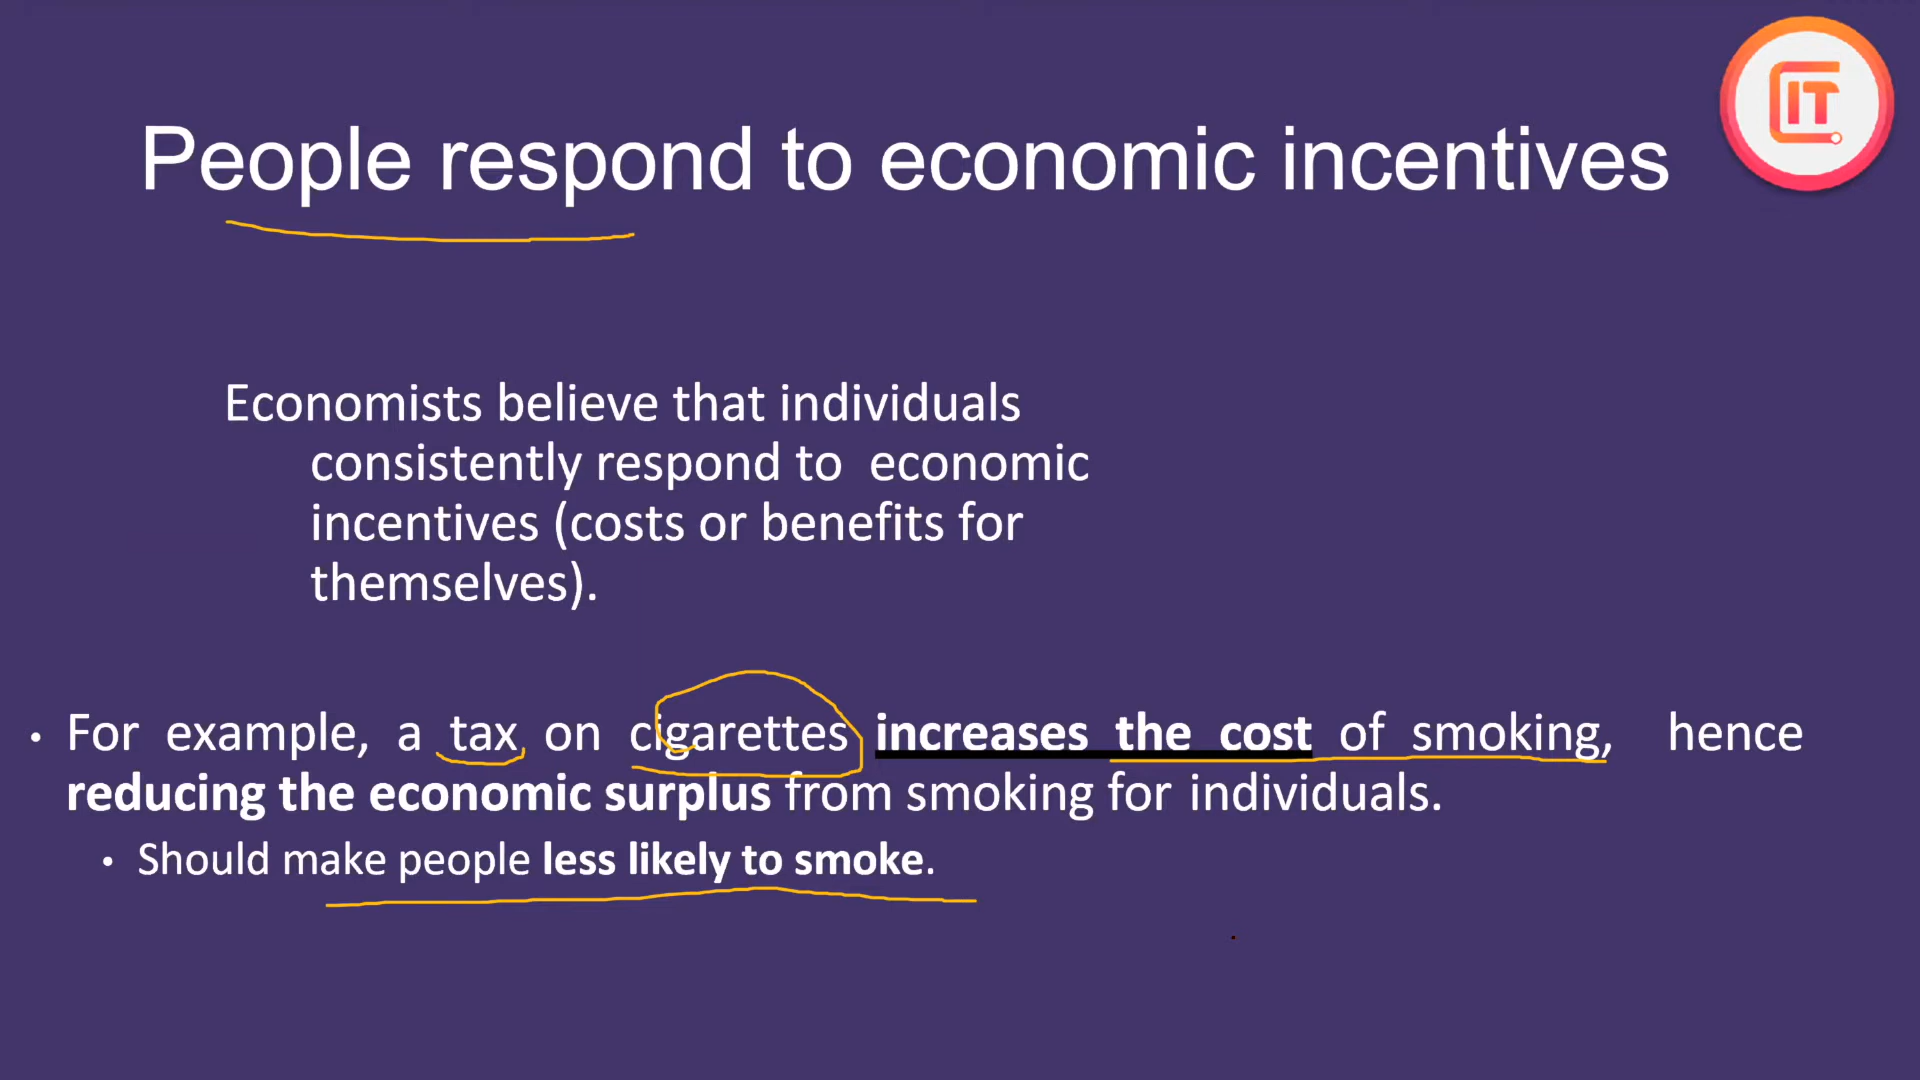 CIT
People respond to economic incentives
Economists believe that individuals
consistently respond to economic
incentives (costs or benefits for
themselves).
• For example, a tax on cigarettes increases the cost of smoking, hence
reducing the economic surplus from smoking for individuals.
• Should make people less likely to smoke.